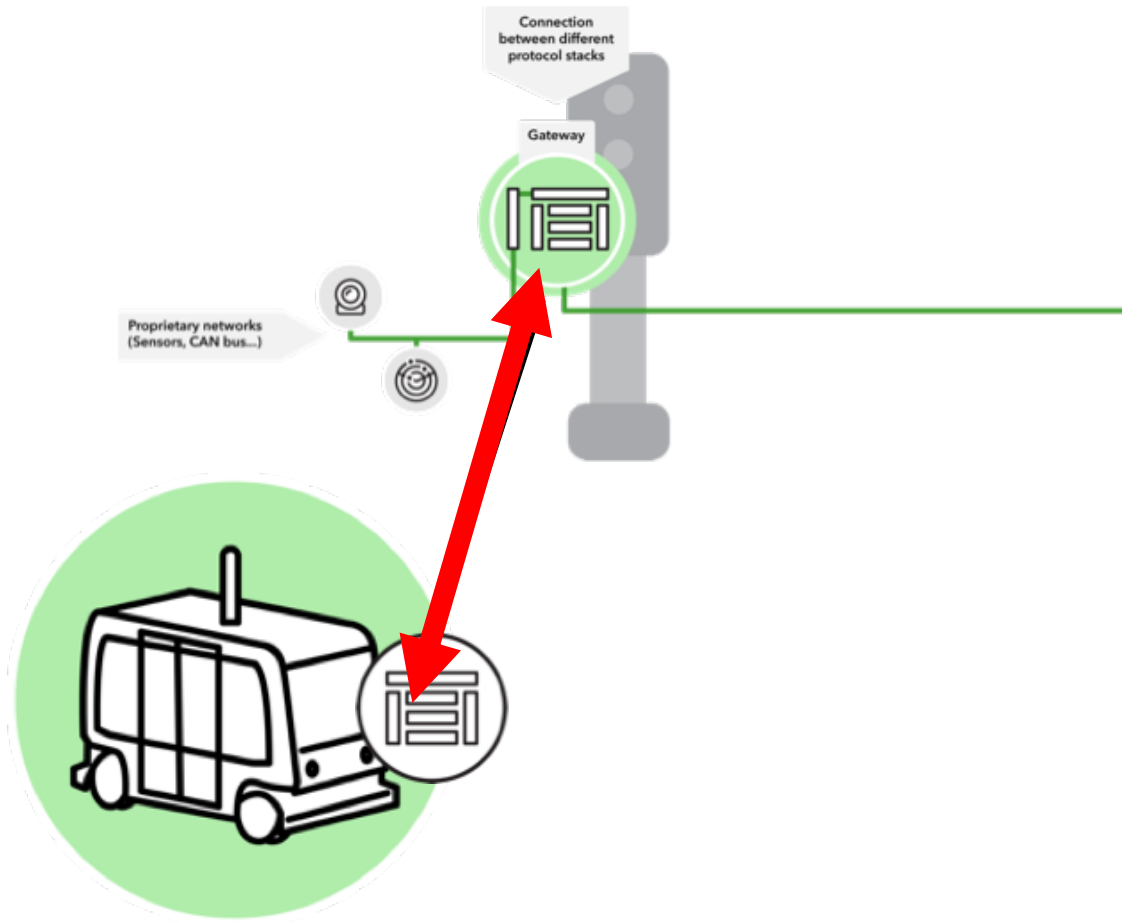 Connection
between different
protocol stacks
Gateway
Proprietary networks
(Sensors, CAN bus...)